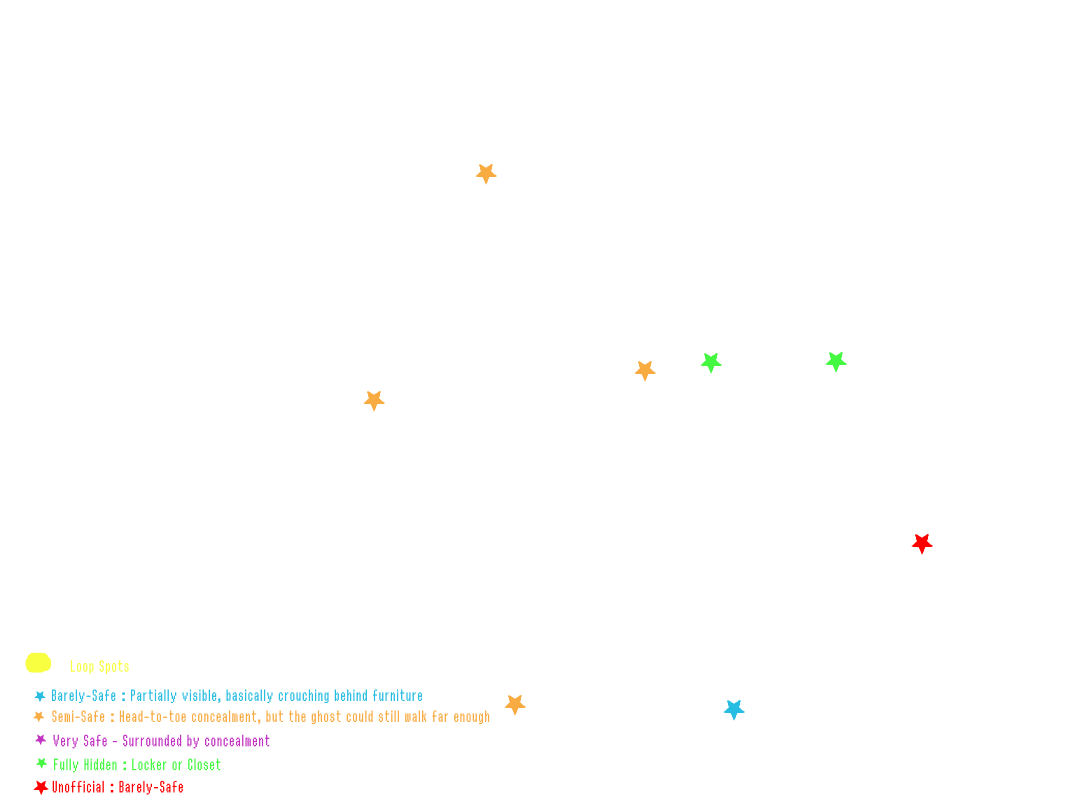 Loop Spots
Barely-Safe : Partially visible, basically crouching behind furniture
Semi-Safe : Head-to-toe concealment, but the ghost could still walk far enough
Very Safe - Surrounded by concealment
Fully Hidden : Locker or Closet
Unofficial : Barely-Safe